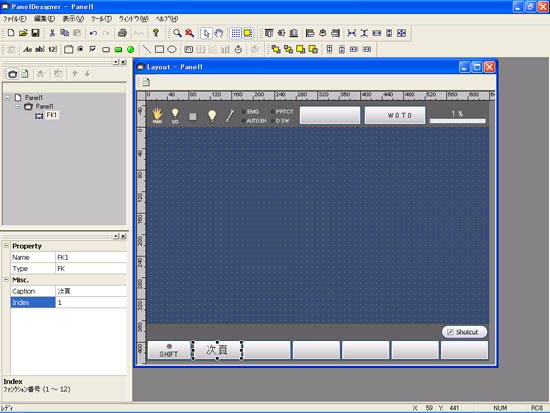 PanelDesigner - Panel1
ファイル(F) 編集(E) 表示(V) ツール(T) ウィンドウ(W) ヘルプ(H)
Aa ab| 12|
Panel1
Panel1
FK1
Property
Name FK1
Type FK
Misc.
Caption 次頁
Index 1
Index
ファンクション番号 (1 ～ 12)
Layout - Panel1
0 40 80 120 160 200 240 280 320 360 400 440 480 520 560 600
MAN I/O
EMG PRTCT
AUTOEN D SW
W 0 T 0
1 %
Shotcut
SHIFT
次頁
レディ
X: 59 Y: 441 NUM RC8